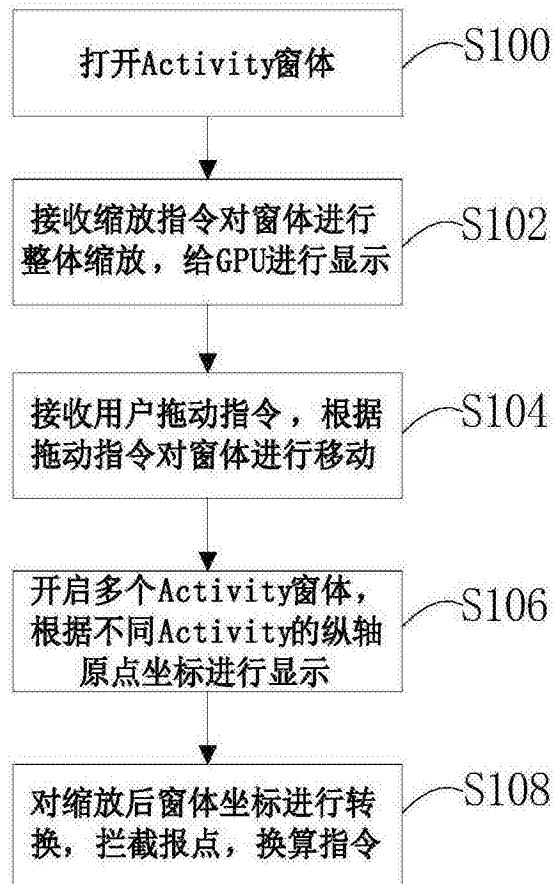 打开Activity窗体
S100
接收缩放指令对窗体进行
整体缩放，给GPU进行显示
S102
接收用户拖动指令，根据
拖动指令对窗体进行移动
S104
开启多个Activity窗体，
根据不同Activity的纵轴
原点坐标进行显示
S106
对缩放后窗体坐标进行转
换，拦截报点，换算指令
S108